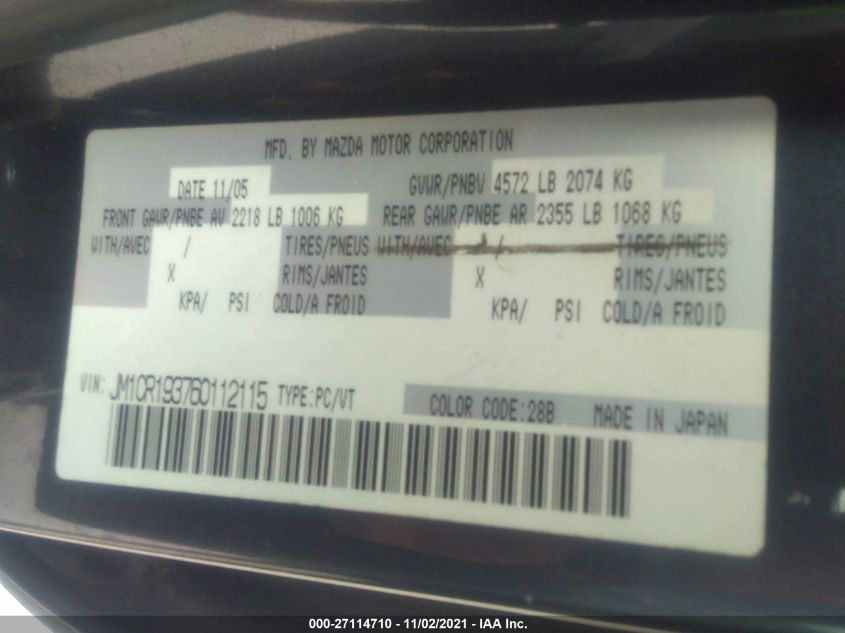 MFD. BY MAZDA MOTOR CORPORATION
DATE 11/05 GVWR/PNBV 4572 LB 2074 KG
FRONT GAWR/PNBE AV 2218 LB 1006 KG REAR GAWR/PNBE AR 2355 LB 1068 KG
WITH/AVEC / TIRES/PNEUS WITH/AVEC / TIRES/PNEUS
X RIMS/JANTES X RIMS/JANTES
KPA/ PSI COLD/A FROID KPA/ PSI COLD/A FROID
VIN: JM1CR193760112115 TYPE:PC/VT COLOR CODE:28B MADE IN JAPAN
000-27114710 - 11/02/2021 - IAA Inc.